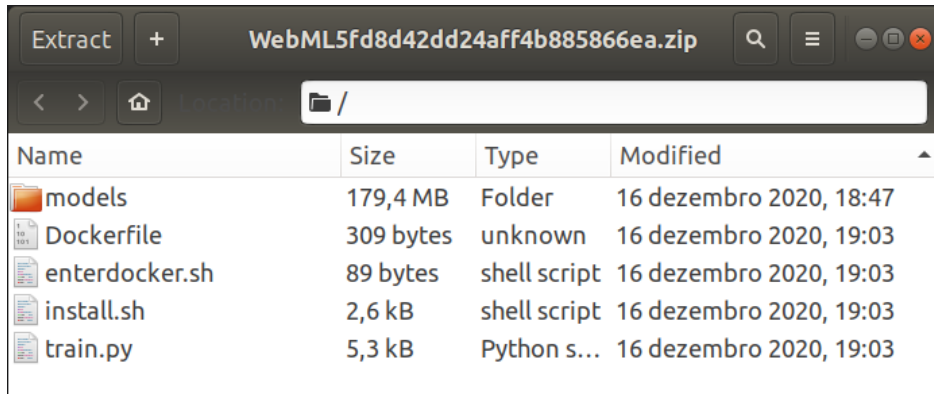 Extract + WebML5fd8d42dd24aff4b885866ea.zip
Location: /
Name Size Type Modified
models 179,4 MB Folder 16 dezembro 2020, 18:47
Dockerfile 309 bytes unknown 16 dezembro 2020, 19:03
enterdocker.sh 89 bytes shell script 16 dezembro 2020, 19:03
install.sh 2,6 kB shell script 16 dezembro 2020, 19:03
train.py 5,3 kB Python s... 16 dezembro 2020, 19:03